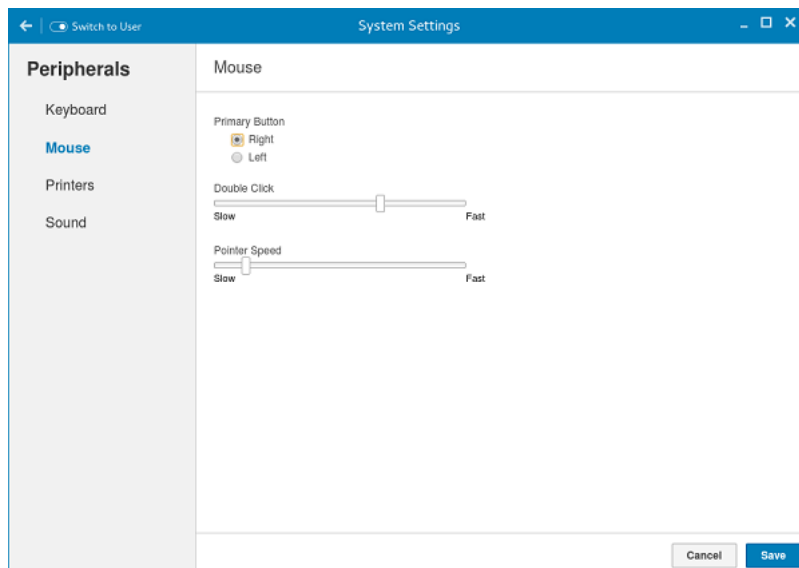 Switch to User
System Settings
Peripherals
Keyboard
Mouse
Printers
Sound
Mouse
Primary Button
Right
Left
Double Click
Slow Fast
Pointer Speed
Slow Fast
Cancel Save